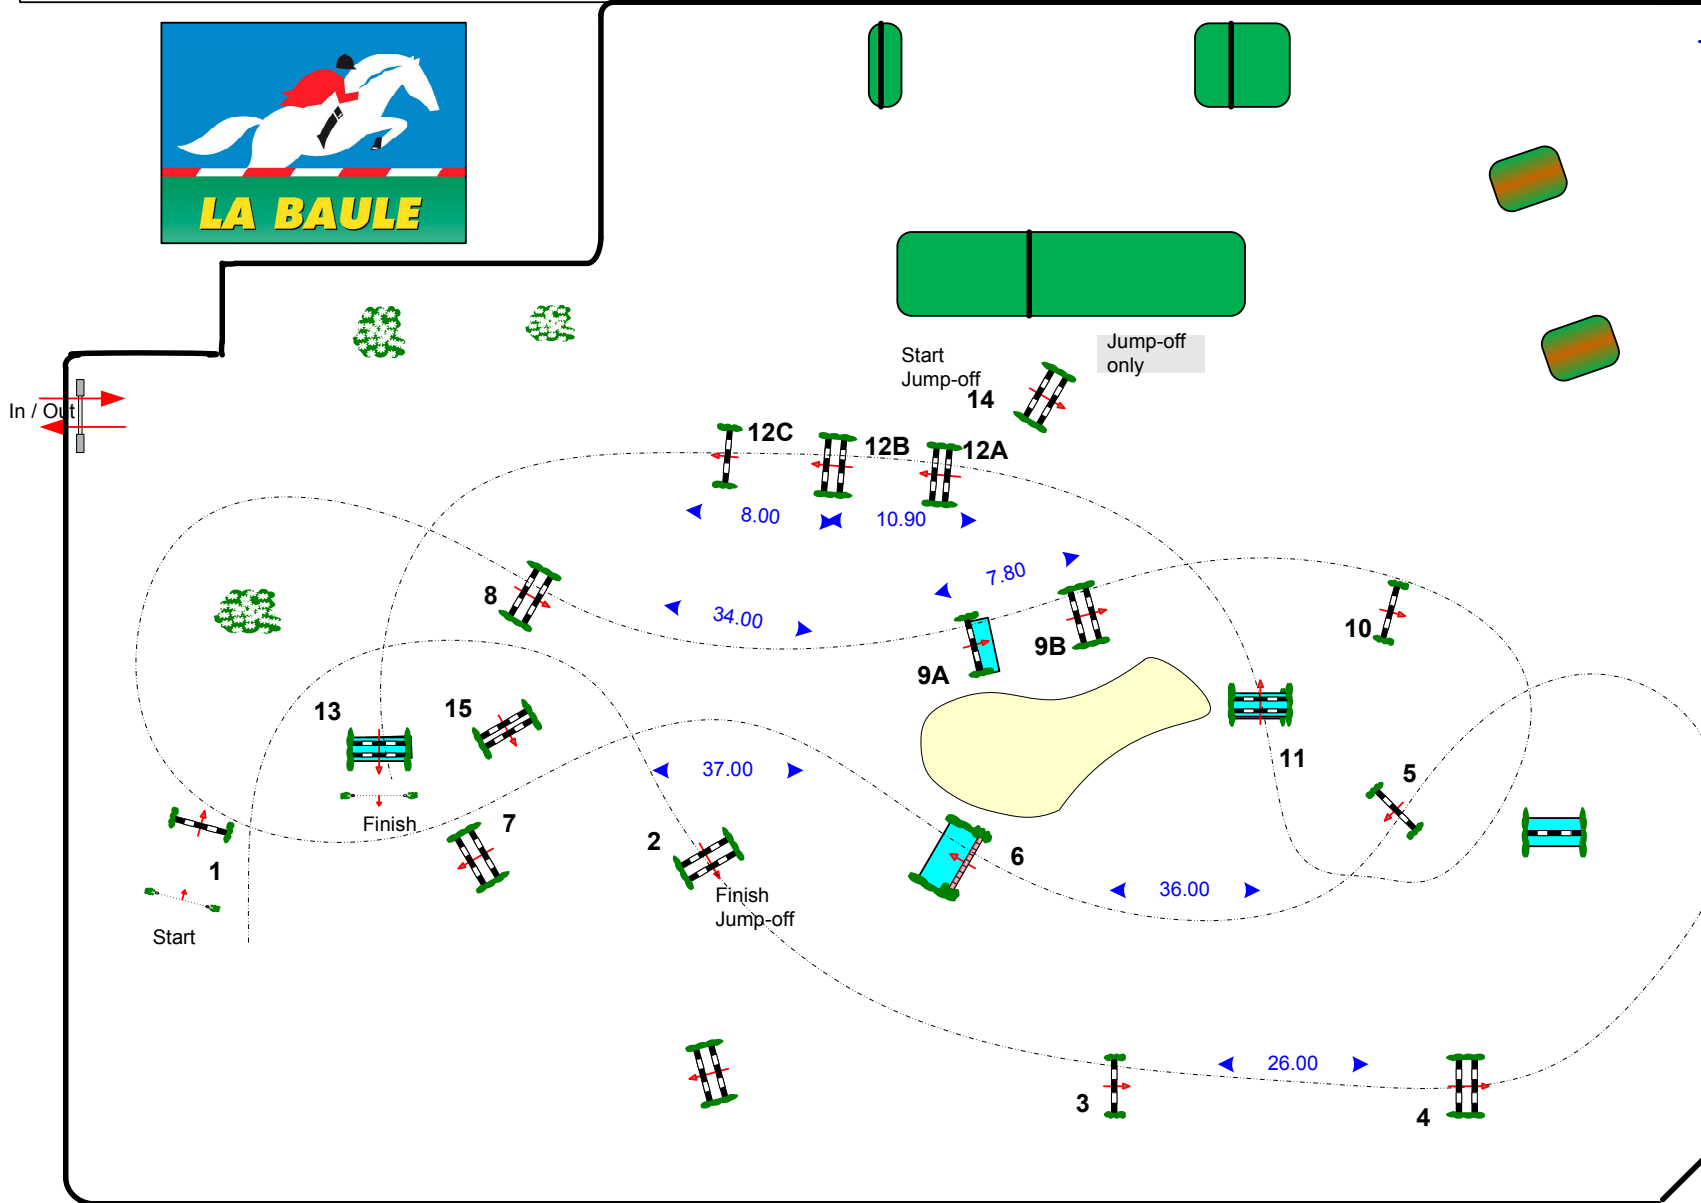 LA BAULE
Start
Jump-off
Jump-off
only
14
In / Out
12C
12B
12A
8.00
10.90
7.80
8
34.00
10
9B
9A
13
15
11
5
37.00
Finish
7
2
6
1
36.00
Finish
Jump-off
Start
26.00
3
4